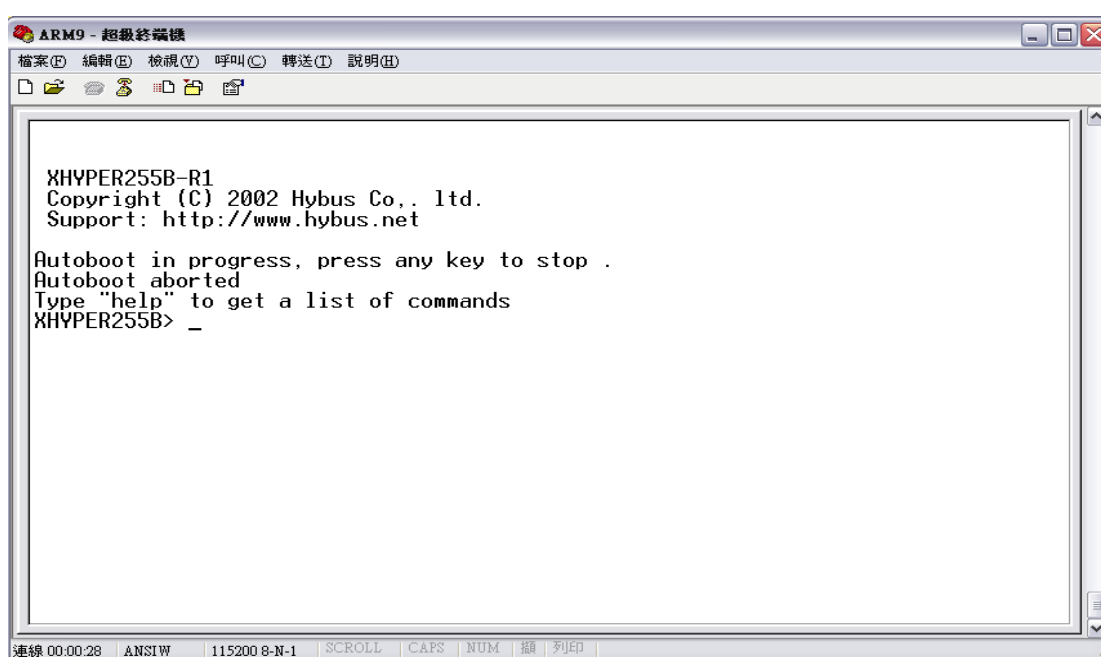 ARM9 - 超級終端機
檔案(F) 編輯(E) 檢視(V) 呼叫(C) 轉送(T) 說明(H)
XHYPER255B-R1
Copyright (C) 2002 Hybus Co,. ltd.
Support: http://www.hybus.net
Autoboot in progress, press any key to stop .
Autoboot aborted
Type "help" to get a list of commands
XHYPER255B> _
連線 00:00:28 ANSIW 115200 8-N-1 SCROLL CAPS NUM 擷 列印